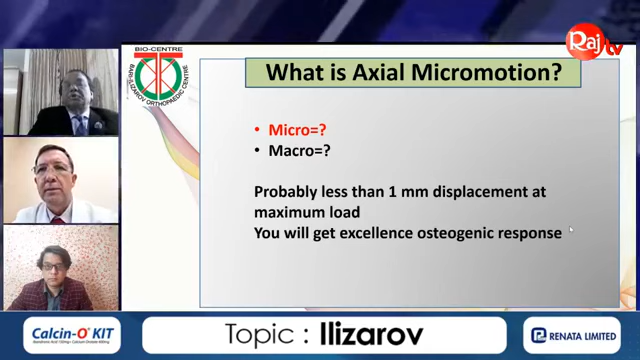 Raj tv
BIO-CENTRE
BARI-ILIZAROV ORTHOPAEDIC CENTRE
What is Axial Micromotion?
• Micro=?
• Macro=?
Probably less than 1 mm displacement at
maximum load
You will get excellence osteogenic response
Calcin-O KIT
Topic : Ilizarov
RENATA LIMITED